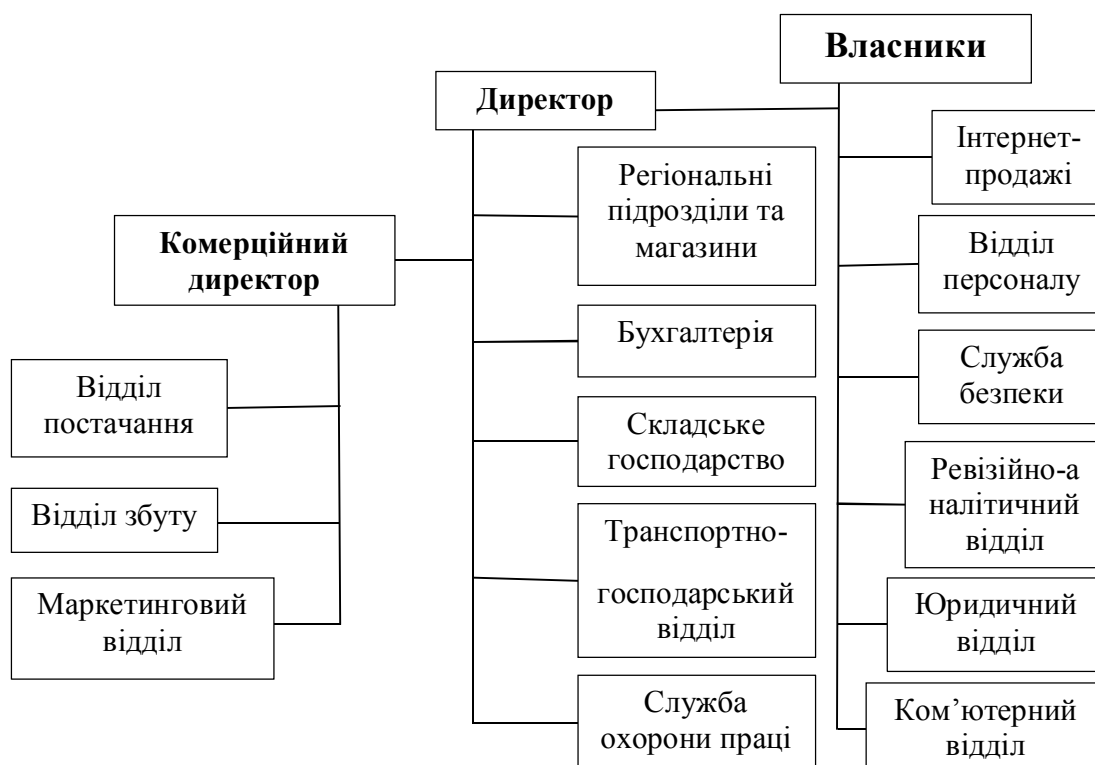 Власники
Директор
Інтернет-
продажі
Регіональні
підрозділи та
магазини
Комерційний
директор
Відділ
персоналу
Бухгалтерія
Служба
безпеки
Відділ
постачання
Складське
господарство
Ревізійно-а
налітичний
відділ
Відділ збуту
Транспортно-
господарський
відділ
Маркетинговий
відділ
Юридичний
відділ
Служба
охорони праці
Ком’ютерний
відділ